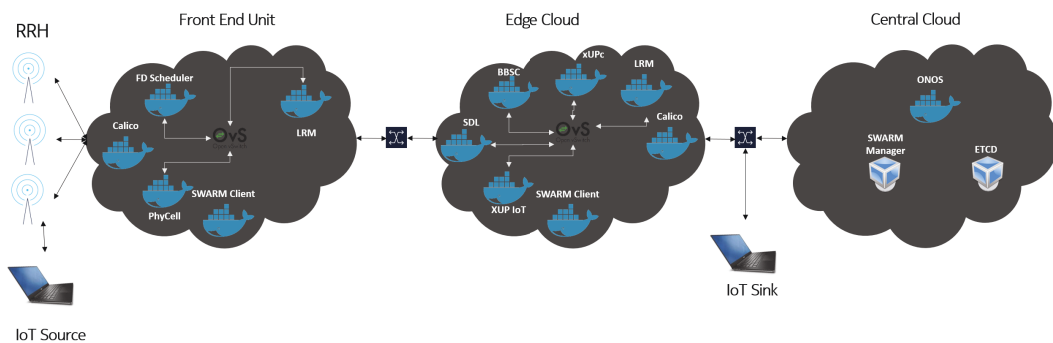 Front End Unit
Edge Cloud
Central Cloud
RRH
FD Scheduler
Calico
OvS
LRM
PhyCell
SWARM Client
BBSC
xUPc
LRM
SDL
OvS
Calico
XUP IoT
SWARM Client
ONOS
SWARM
Manager
ETCD
IoT Sink
IoT Source